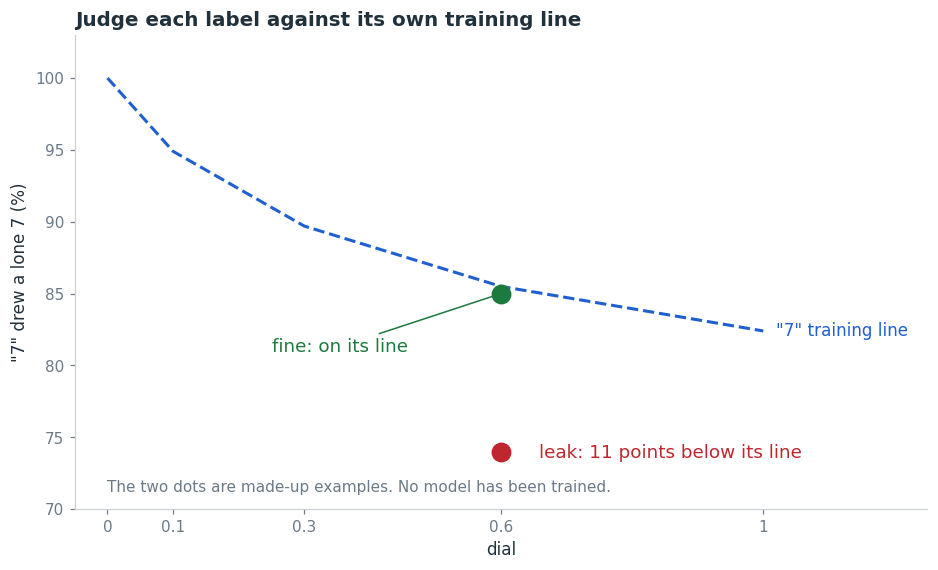 Judge each label against its own training line
"7" drew a lone 7 (%)
100
95
90
85
80
75
70
"7" training line
fine: on its line
leak: 11 points below its line
The two dots are made-up examples. No model has been trained.
0
0.1
0.3
0.6
1
dial